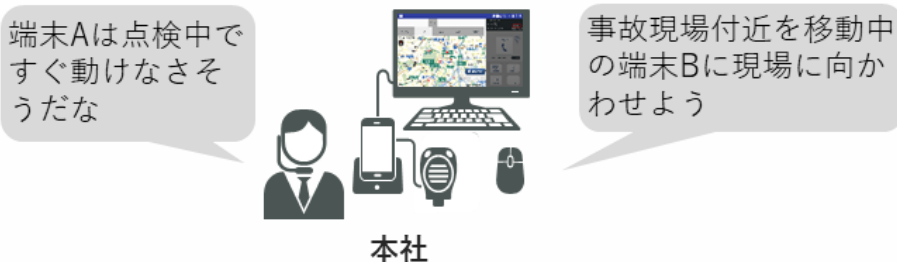 端末Aは点検中で
すぐ動けなさそ
うだな
事故現場付近を移動中
の端末Bに現場に向か
わせよう
本社